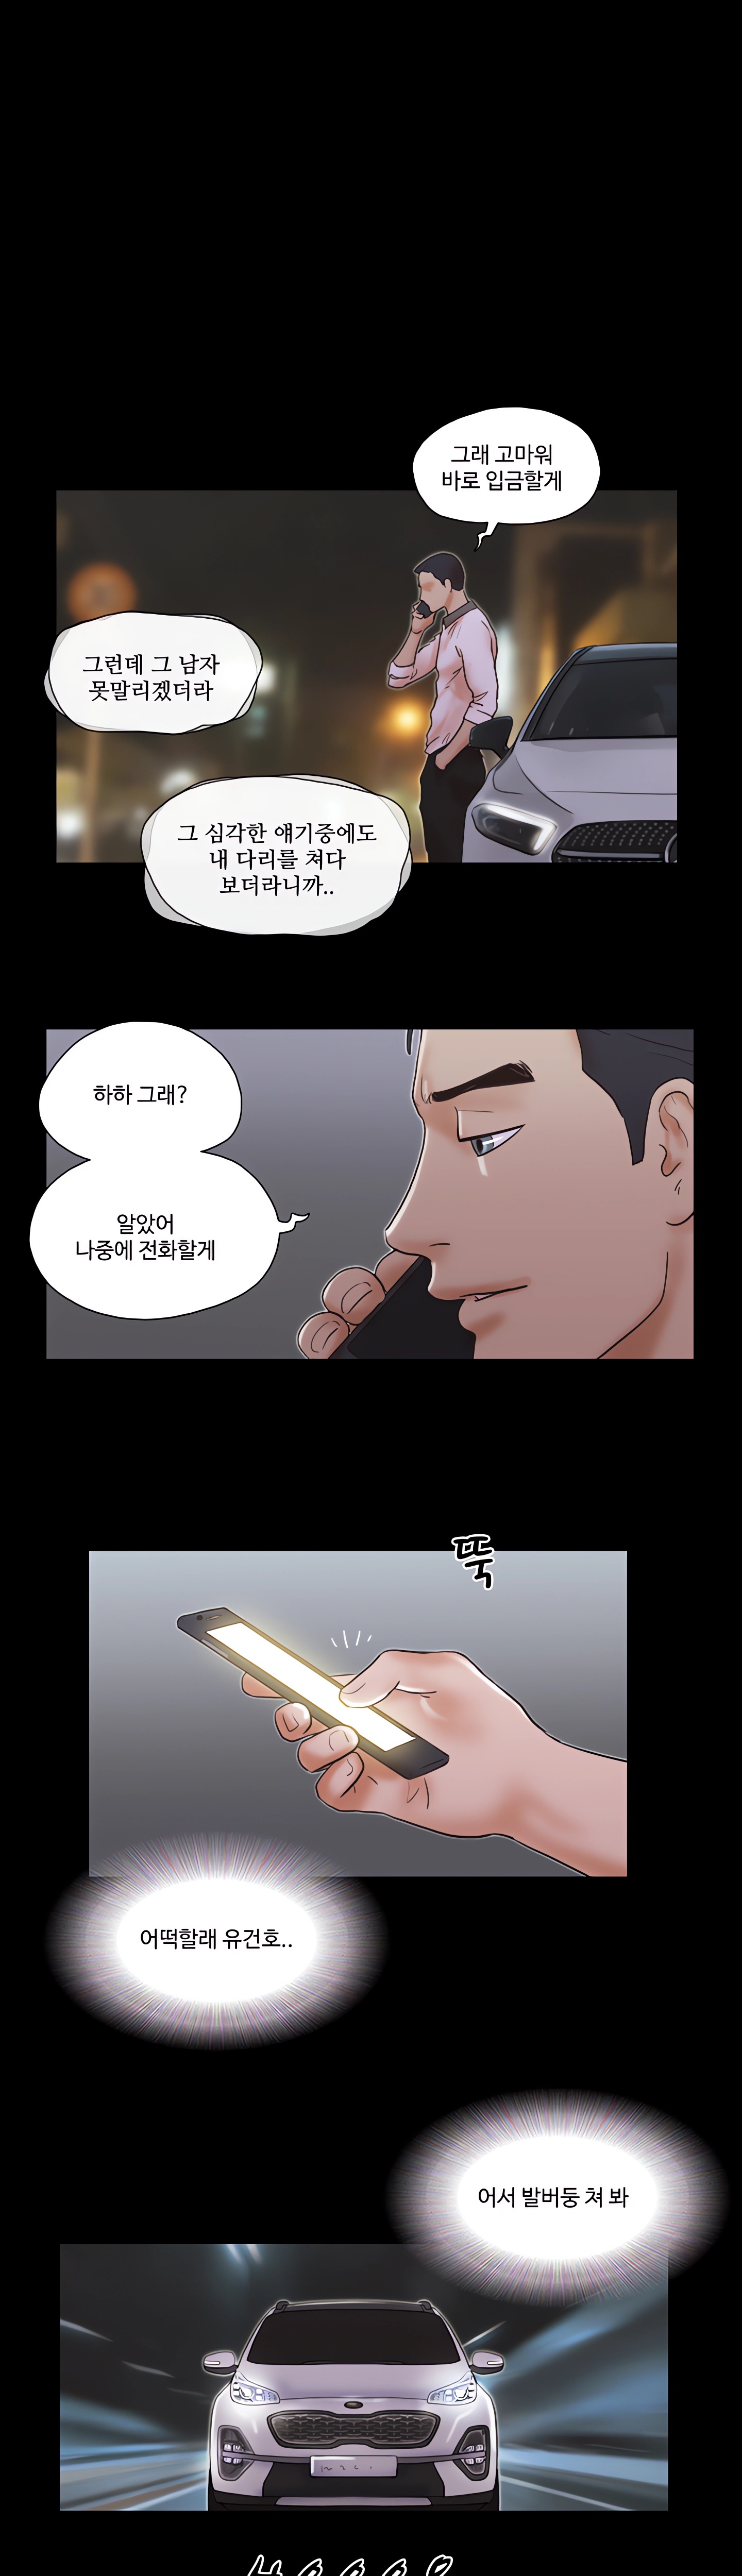 그래 고마워
바로 입금할게
그런데 그 남자
못말리겠더라
그 심각한 얘기중에도
내 다리를 쳐다
보더라니까..
하하 그래?
알았어
나중에 전화할게
뚝
어떡할래 유건호..
어서 발버둥 쳐 봐